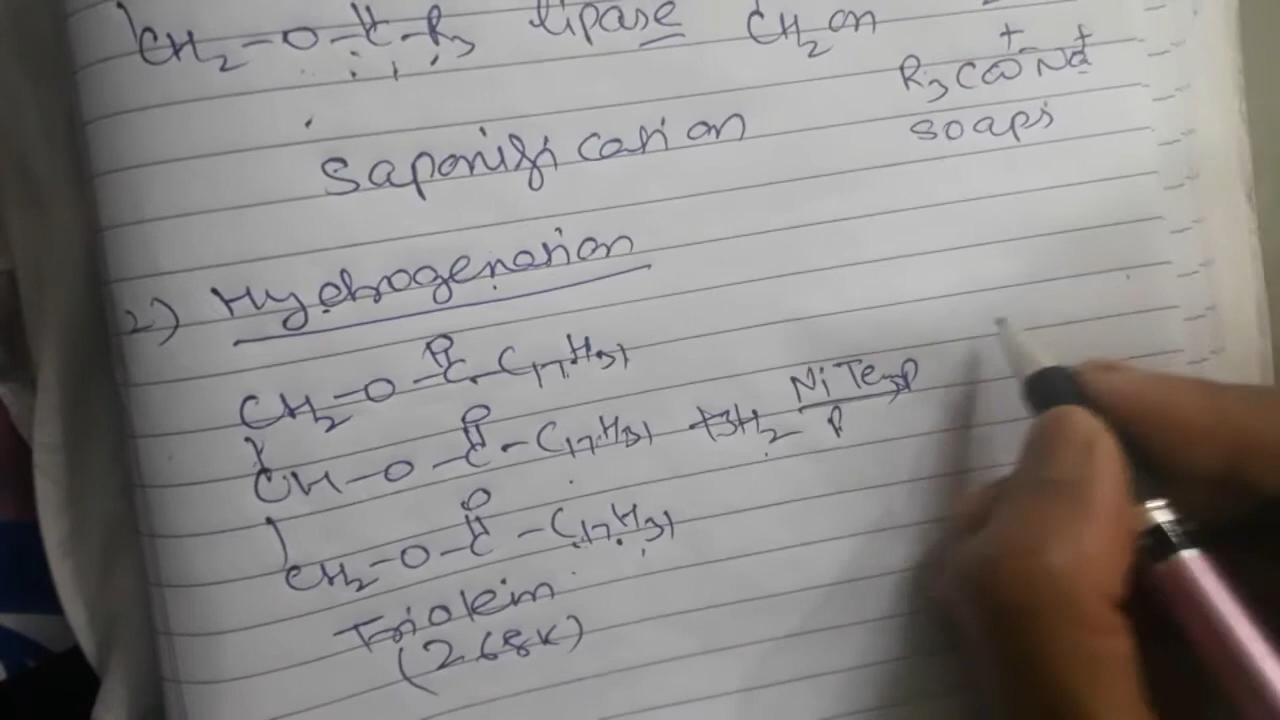 CH2-O-C-R3 lipase CH2OH
R3COO Na+
soaps
Saponification
2) Hydrogenation
CH2-O-C-C17H31
O
CH-O-C-C17H31 +3H2 Ni Temp
O P
CH2-O-C-C17H31
O
Triolein
(268K)